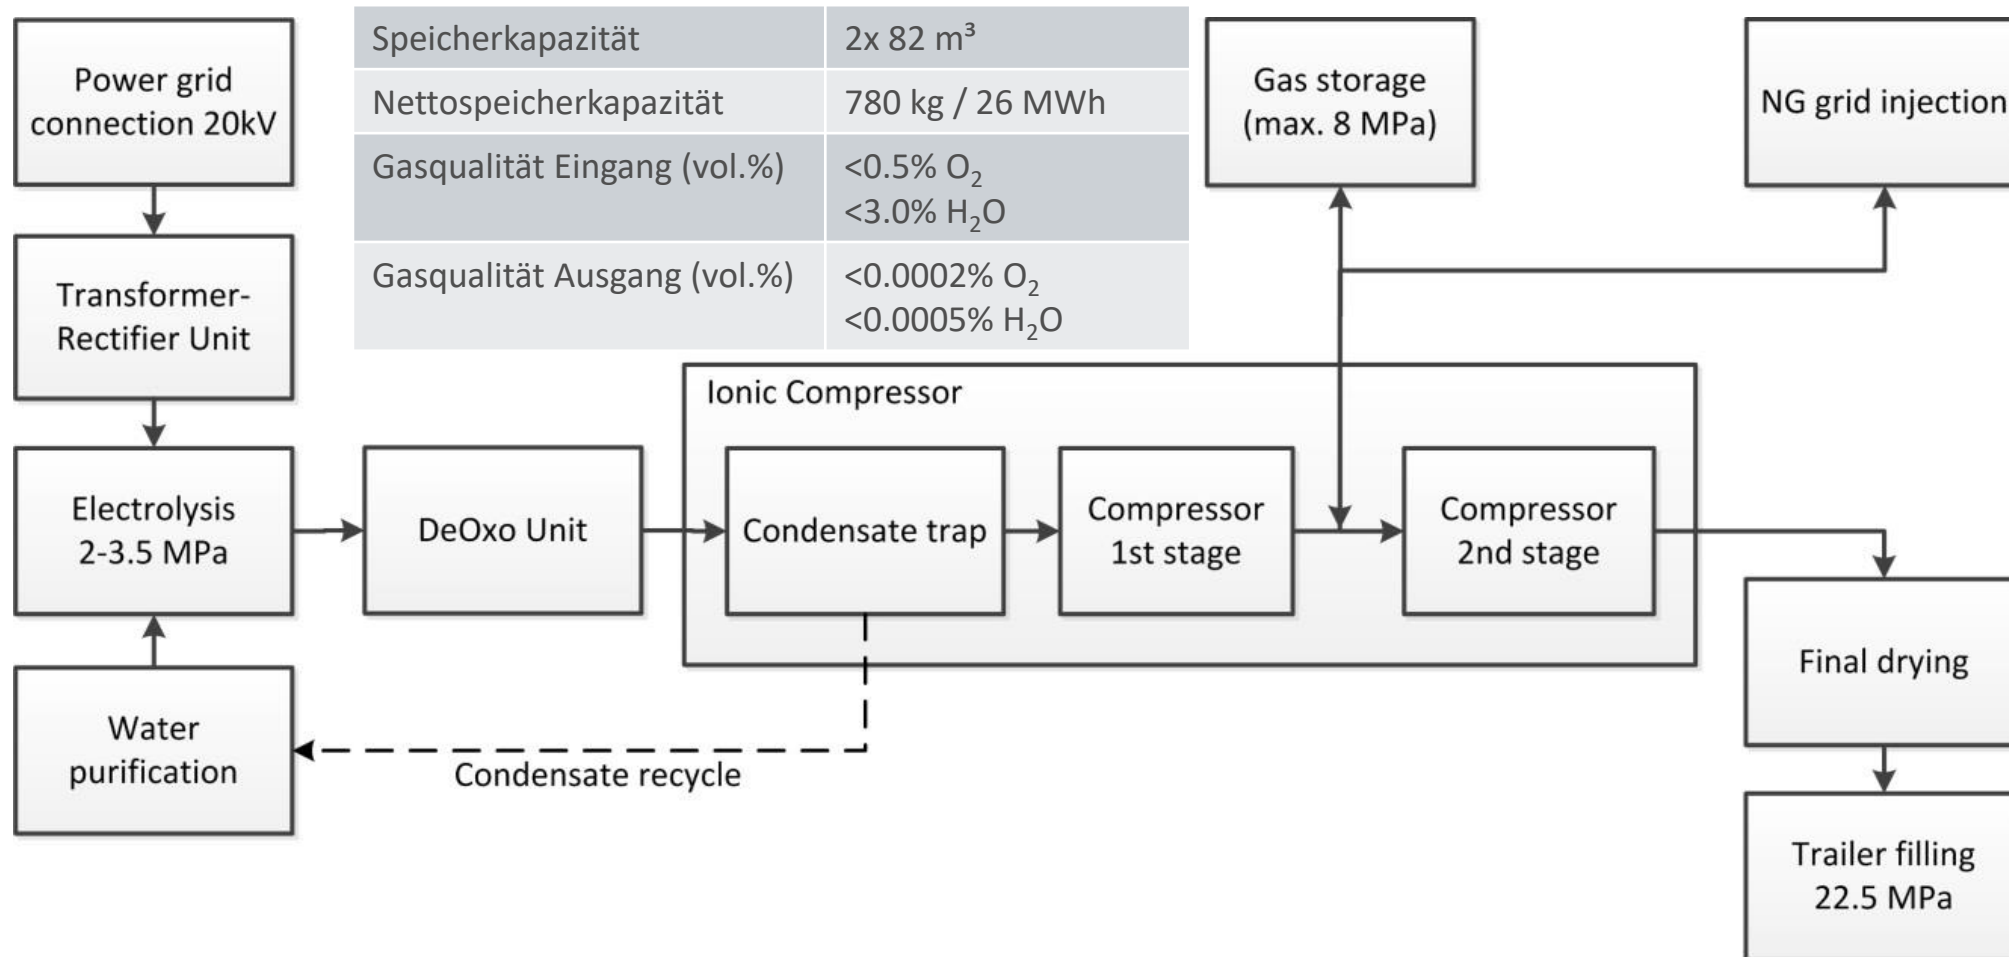 Power grid
connection 20kV
Transformer-
Rectifier Unit
Electrolysis
2-3.5 MPa
Water
purification
Speicherkapazität 2x 82 m³
Nettospeicherkapazität 780 kg / 26 MWh
Gasqualität Eingang (vol.%) <0.5% O₂
<3.0% H₂O
Gasqualität Ausgang (vol.%) <0.0002% O₂
<0.0005% H₂O
DeOxo Unit
Ionic Compressor
Condensate trap
Compressor
1st stage
Compressor
2nd stage
Condensate recycle
Gas storage
(max. 8 MPa)
NG grid injection
Final drying
Trailer filling
22.5 MPa